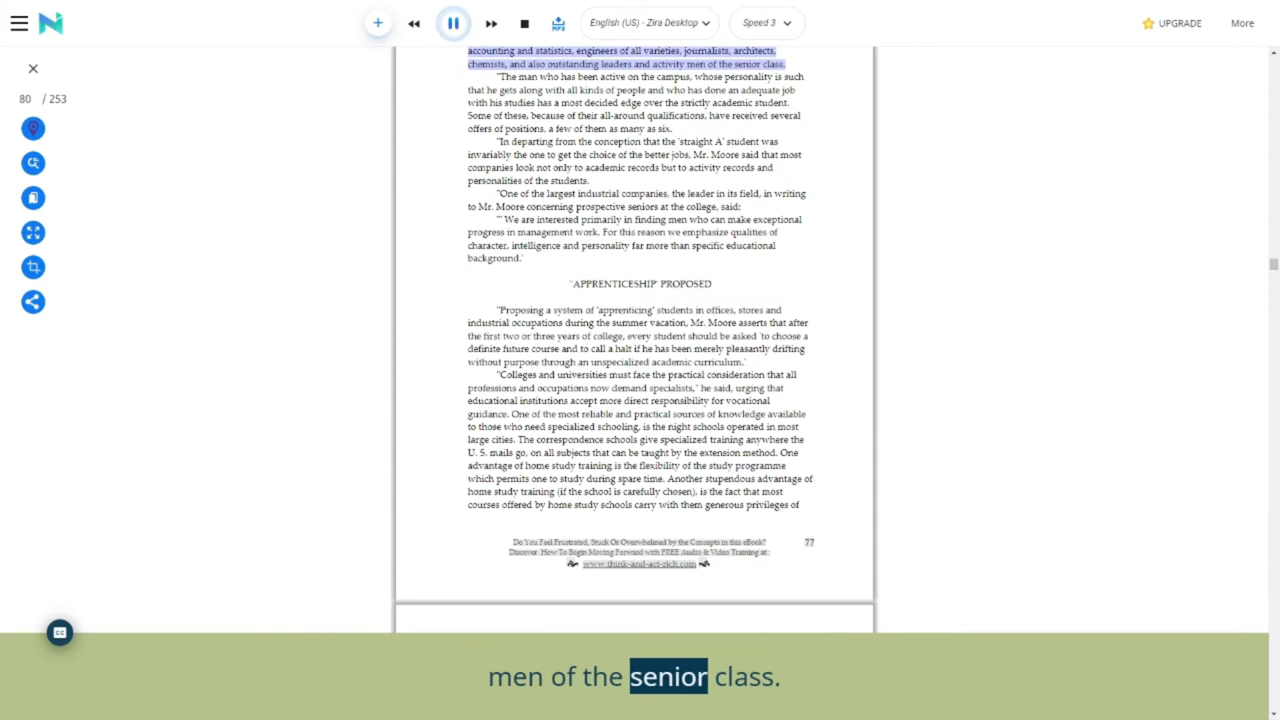 English (US) - Zira Desktop
Speed 3
UPGRADE
More
80 / 253
accounting and statistics, engineers of all varieties, journalists, architects,
chemists, and also outstanding leaders and activity men of the senior class.
"The man who has been active on the campus, whose personality is such
that he gets along with all kinds of people and who has done an adequate job
with his studies has a most decided edge over the strictly academic student.
Some of these, because of their all-around qualifications, have received several
offers of positions, a few of them as many as six.
"In departing from the conception that the 'straight A' student was
invariably the one to get the choice of the better jobs, Mr. Moore said that most
companies look not only to academic records but to activity records and
personalities of the students.
"One of the largest industrial companies, the leader in its field, in writing
to Mr. Moore concerning prospective seniors at the college, said:
"' We are interested primarily in finding men who can make exceptional
progress in management work. For this reason we emphasize qualities of
character, intelligence and personality far more than specific educational
background.'
"APPRENTICESHIP' PROPOSED
"Proposing a system of 'apprenticing' students in offices, stores and
industrial occupations during the summer vacation, Mr. Moore asserts that after
the first two or three years of college, every student should be asked 'to choose a
definite future course and to call a halt if he has been merely pleasantly drifting
without purpose through an unspecialized academic curriculum.'
"Colleges and universities must face the practical consideration that all
professions and occupations now demand specialists," he said, urging that
educational institutions accept more direct responsibility for vocational
guidance. One of the most reliable and practical sources of knowledge available
to those who need specialized schooling, is the night schools operated in most
large cities. The correspondence schools give specialized training anywhere the
U. S. mails go, on all subjects that can be taught by the extension method. One
advantage of home study training is the flexibility of the study programme
which permits one to study during spare time. Another stupendous advantage of
home study training (if the school is carefully chosen), is the fact that most
courses offered by home study schools carry with them generous privileges of
Do You Feel Frustrated, Stuck Or Overwhelmed by the Concepts in this eBook?
77
Discover: How To Begin Moving Forward with FREE Audio & Video Training at:
www.think-and-act-rich.com
CC
men of the senior class.